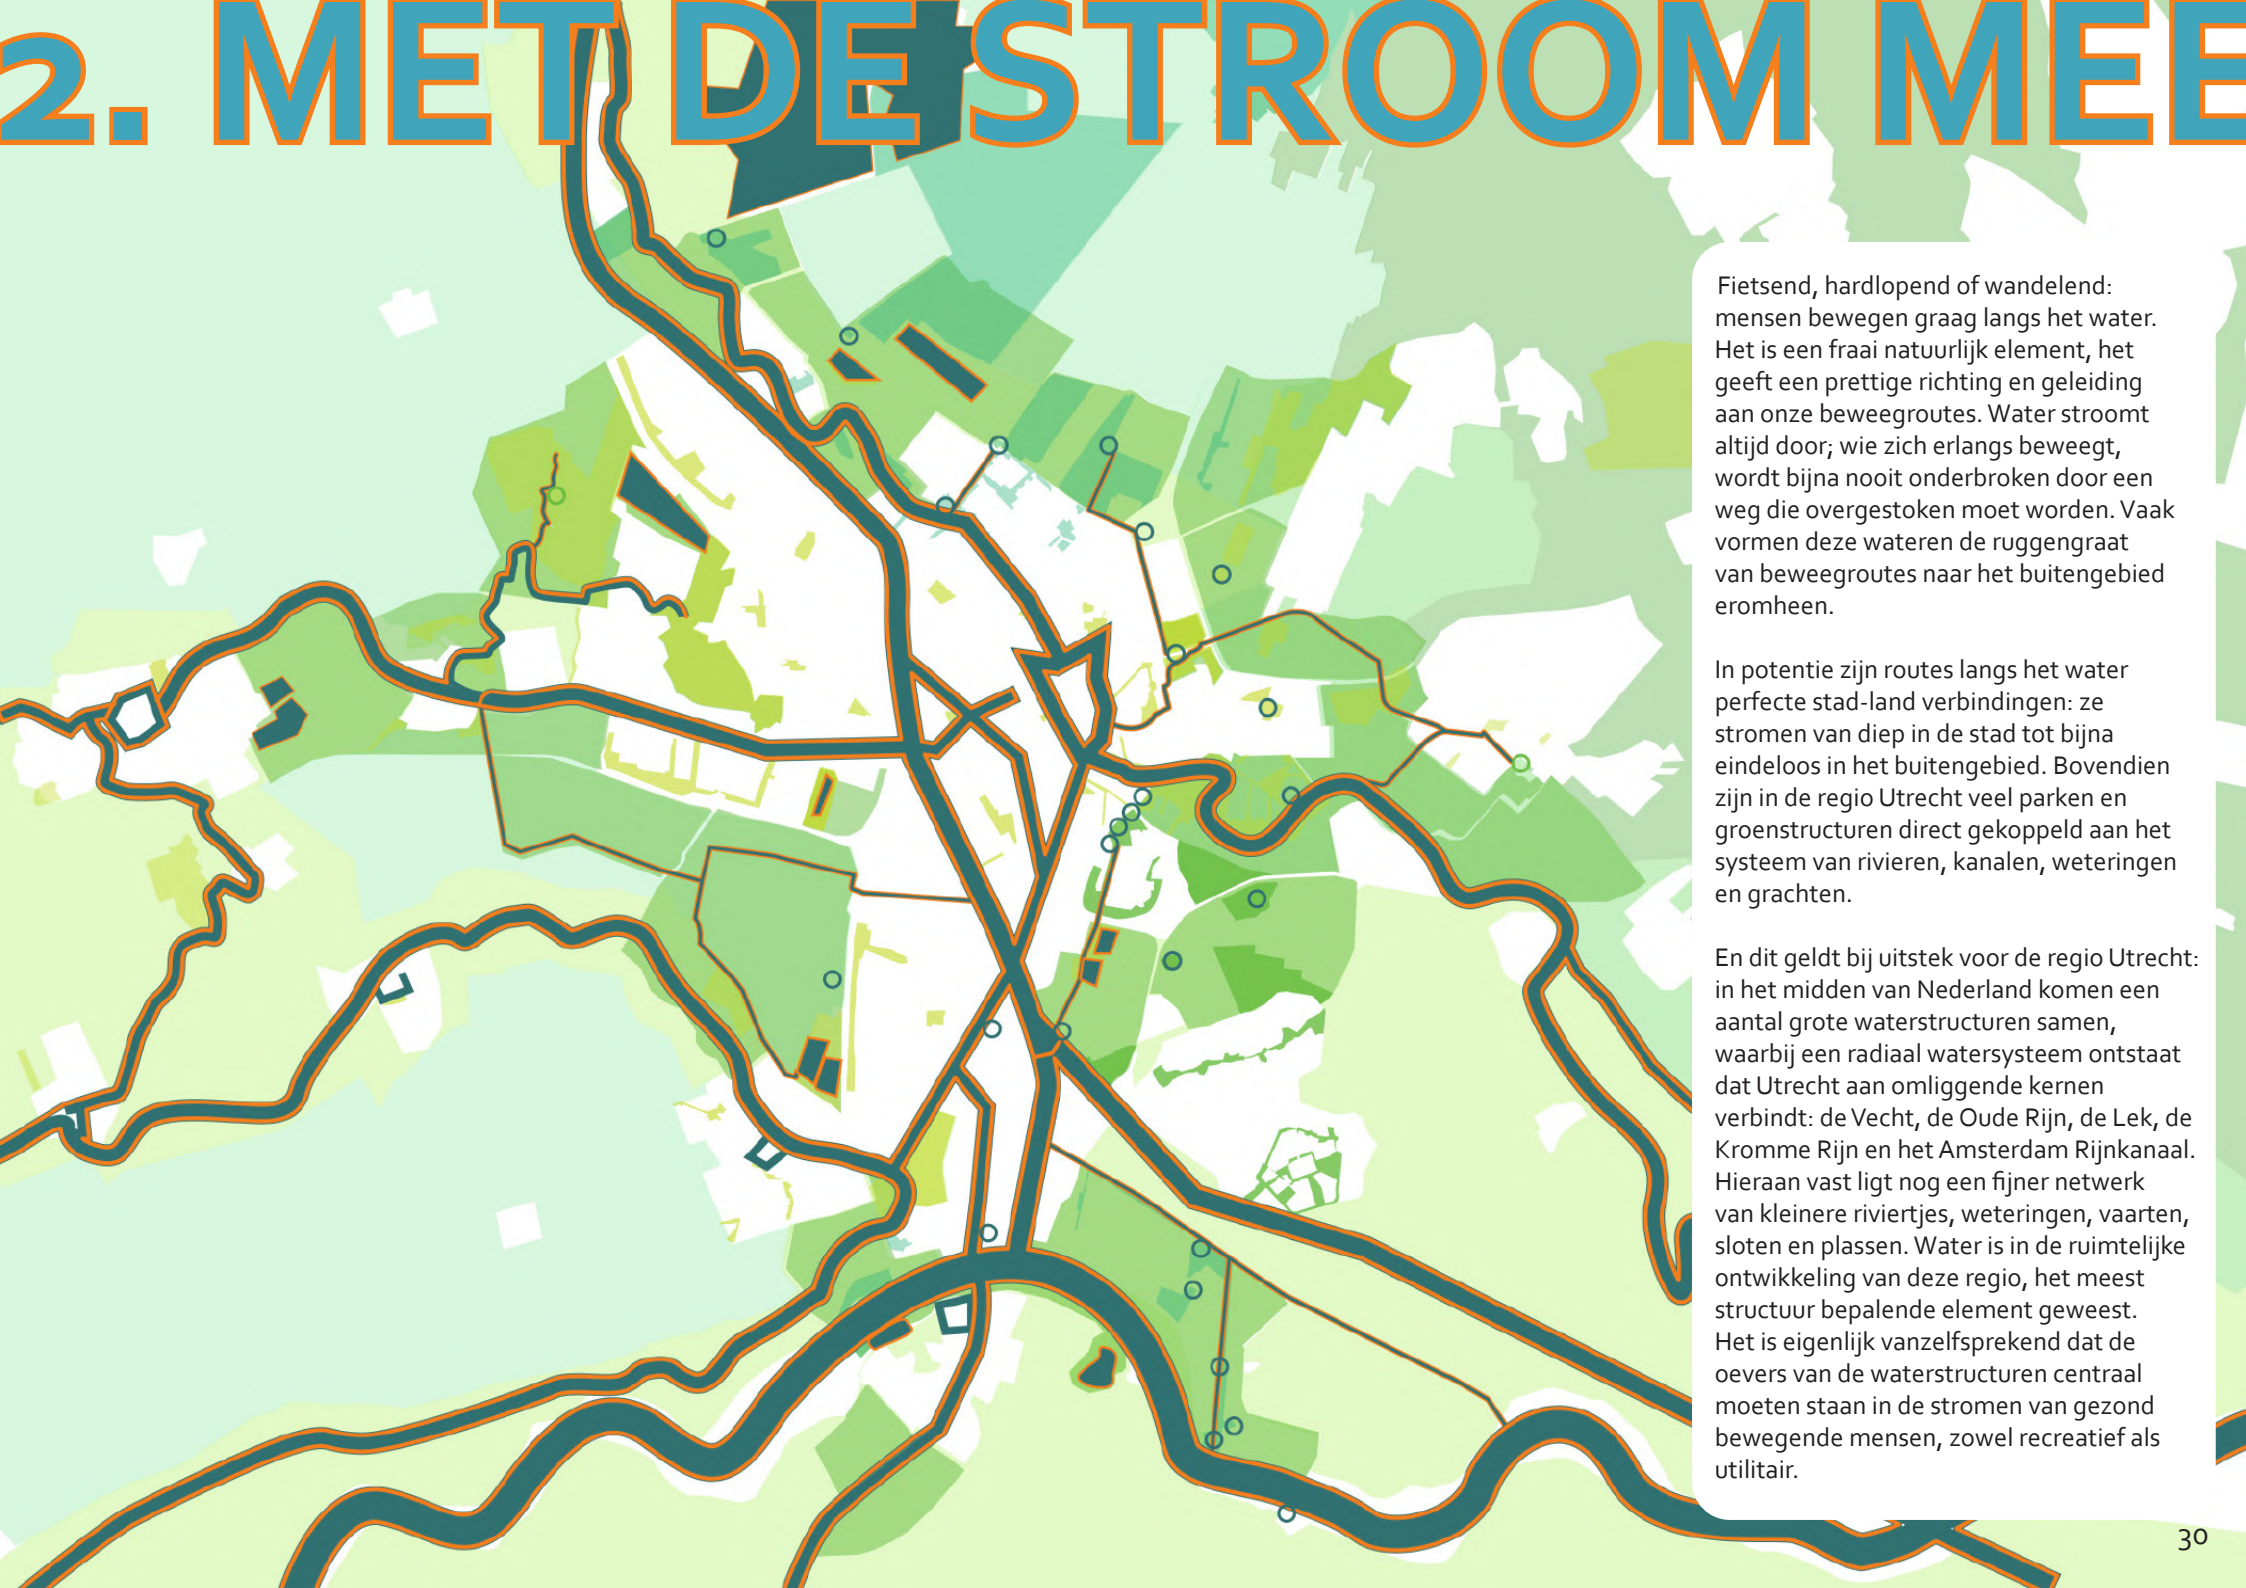 2. MET DE STROOM MEE
Fietsend, hardlopend of wandelend:
mensen bewegen graag langs het water.
Het is een fraai natuurlijk element, het
geeft een prettige richting en geleiding
aan onze beweegroutes. Water stroomt
altijd door; wie zich erlangs beweegt,
wordt bijna nooit onderbroken door een
weg die overgestoken moet worden. Vaak
vormen deze wateren de ruggengraat
van beweegroutes naar het buitengebied
eromheen.
In potentie zijn routes langs het water
perfecte stad-land verbindingen: ze
stromen van diep in de stad tot bijna
eindeloos in het buitengebied. Bovendien
zijn in de regio Utrecht veel parken en
groenstructuren direct gekoppeld aan het
systeem van rivieren, kanalen, weteringen
en grachten.
En dit geldt bij uitstek voor de regio Utrecht:
in het midden van Nederland komen een
aantal grote waterstructuren samen,
waarbij een radiaal watersysteem ontstaat
dat Utrecht aan omliggende kernen
verbindt: de Vecht, de Oude Rijn, de Lek, de
Kromme Rijn en het Amsterdam Rijnkanaal.
Hieraan vast ligt nog een fijner netwerk
van kleinere riviertjes, weteringen, vaarten,
sloten en plassen. Water is in de ruimtelijke
ontwikkeling van deze regio, het meest
structuur bepalende element geweest.
Het is eigenlijk vanzelfsprekend dat de
oevers van de waterstructuren centraal
moeten staan in de stromen van gezond
bewegende mensen, zowel recreatief als
utilitair.
30